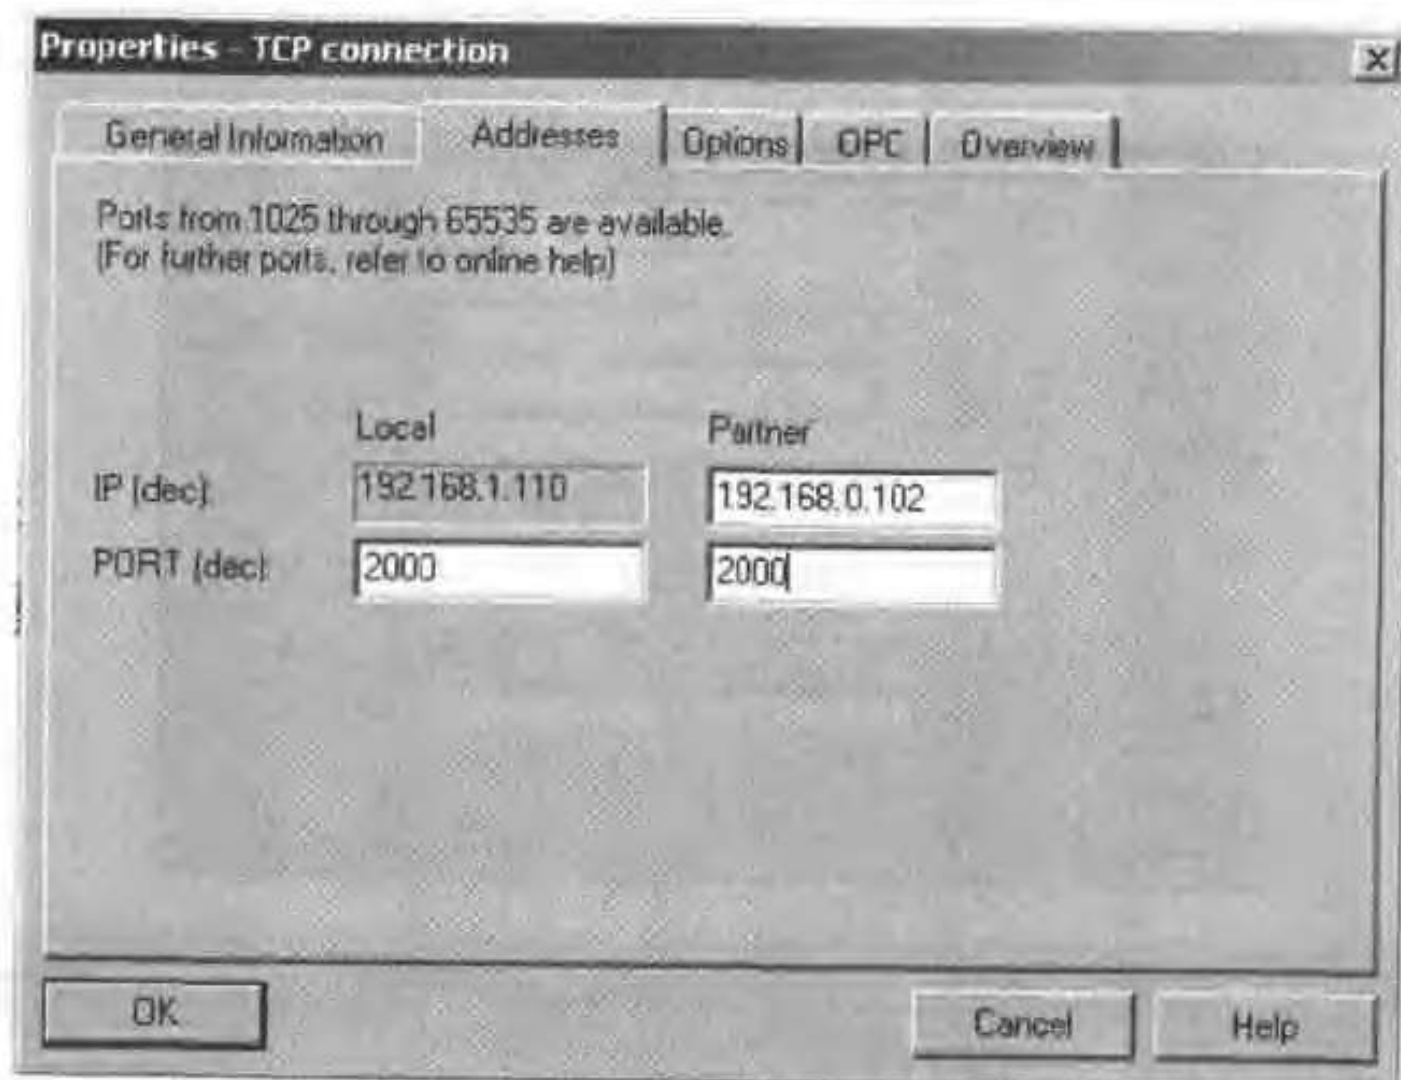 Properties - TCP connection
General Information Addresses Options OPC Overview
Ports from 1025 through 65535 are available.
(For further ports, refer to online help)
Local Partner
IP (dec): 192.168.1.110 192.168.0.102
PORT (dec): 2000 2000
OK Cancel Help